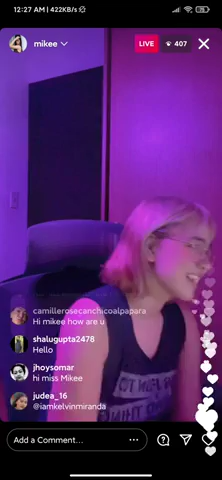 12:27 AM | 422KB/s
mikee
LIVE
407
camillerosecanchicoalpapara
Hi mikee how are u
shalugupta2478
Hello
jhoysomar
hi miss Mikee
judea_16
@iamkelvinmiranda
Add a Comment...